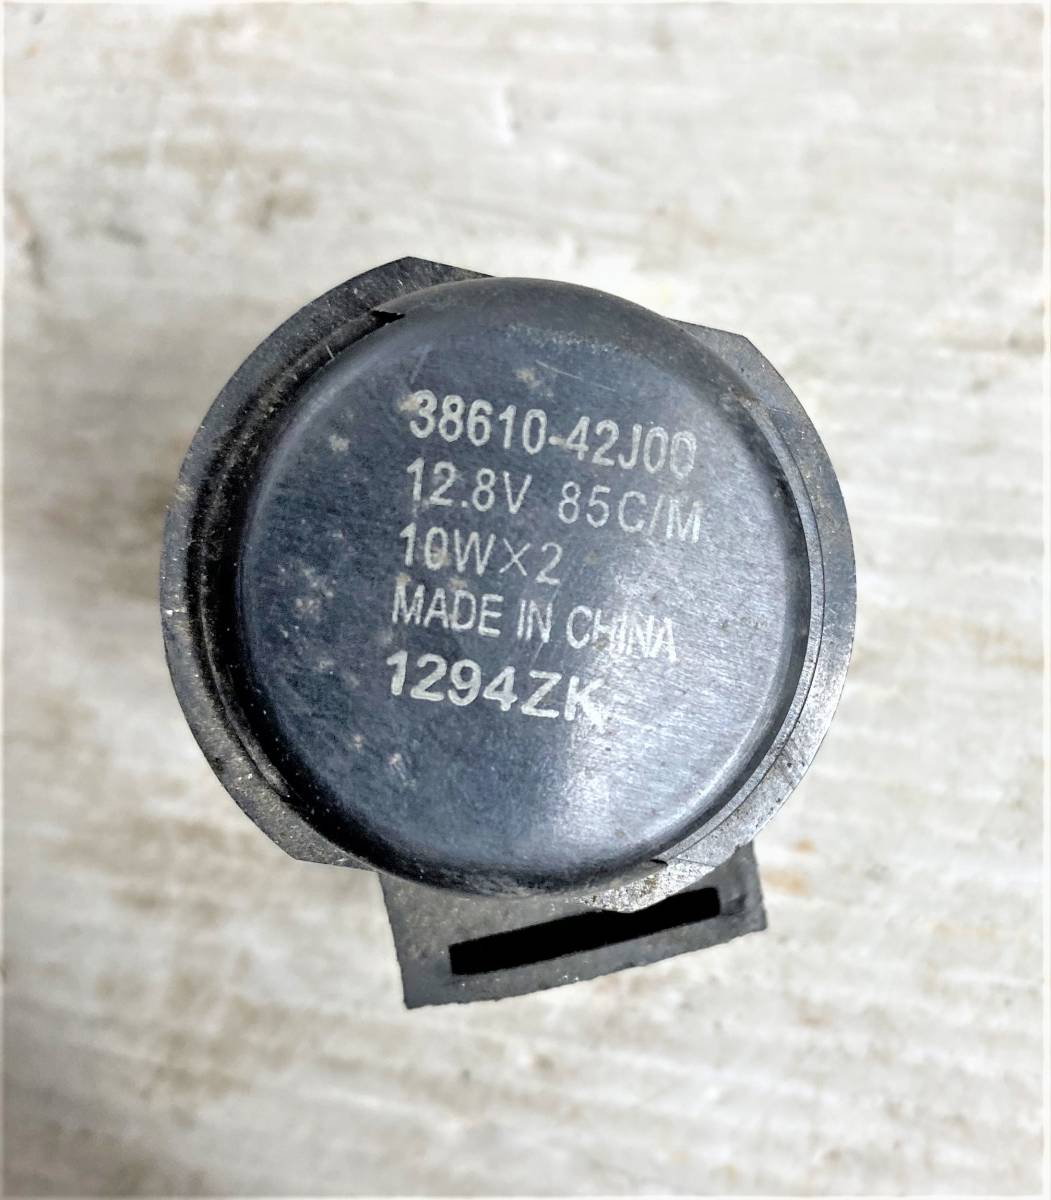 38610-42J00
12.8V 85C/M
10W×2
MADE IN CHINA
1294ZK